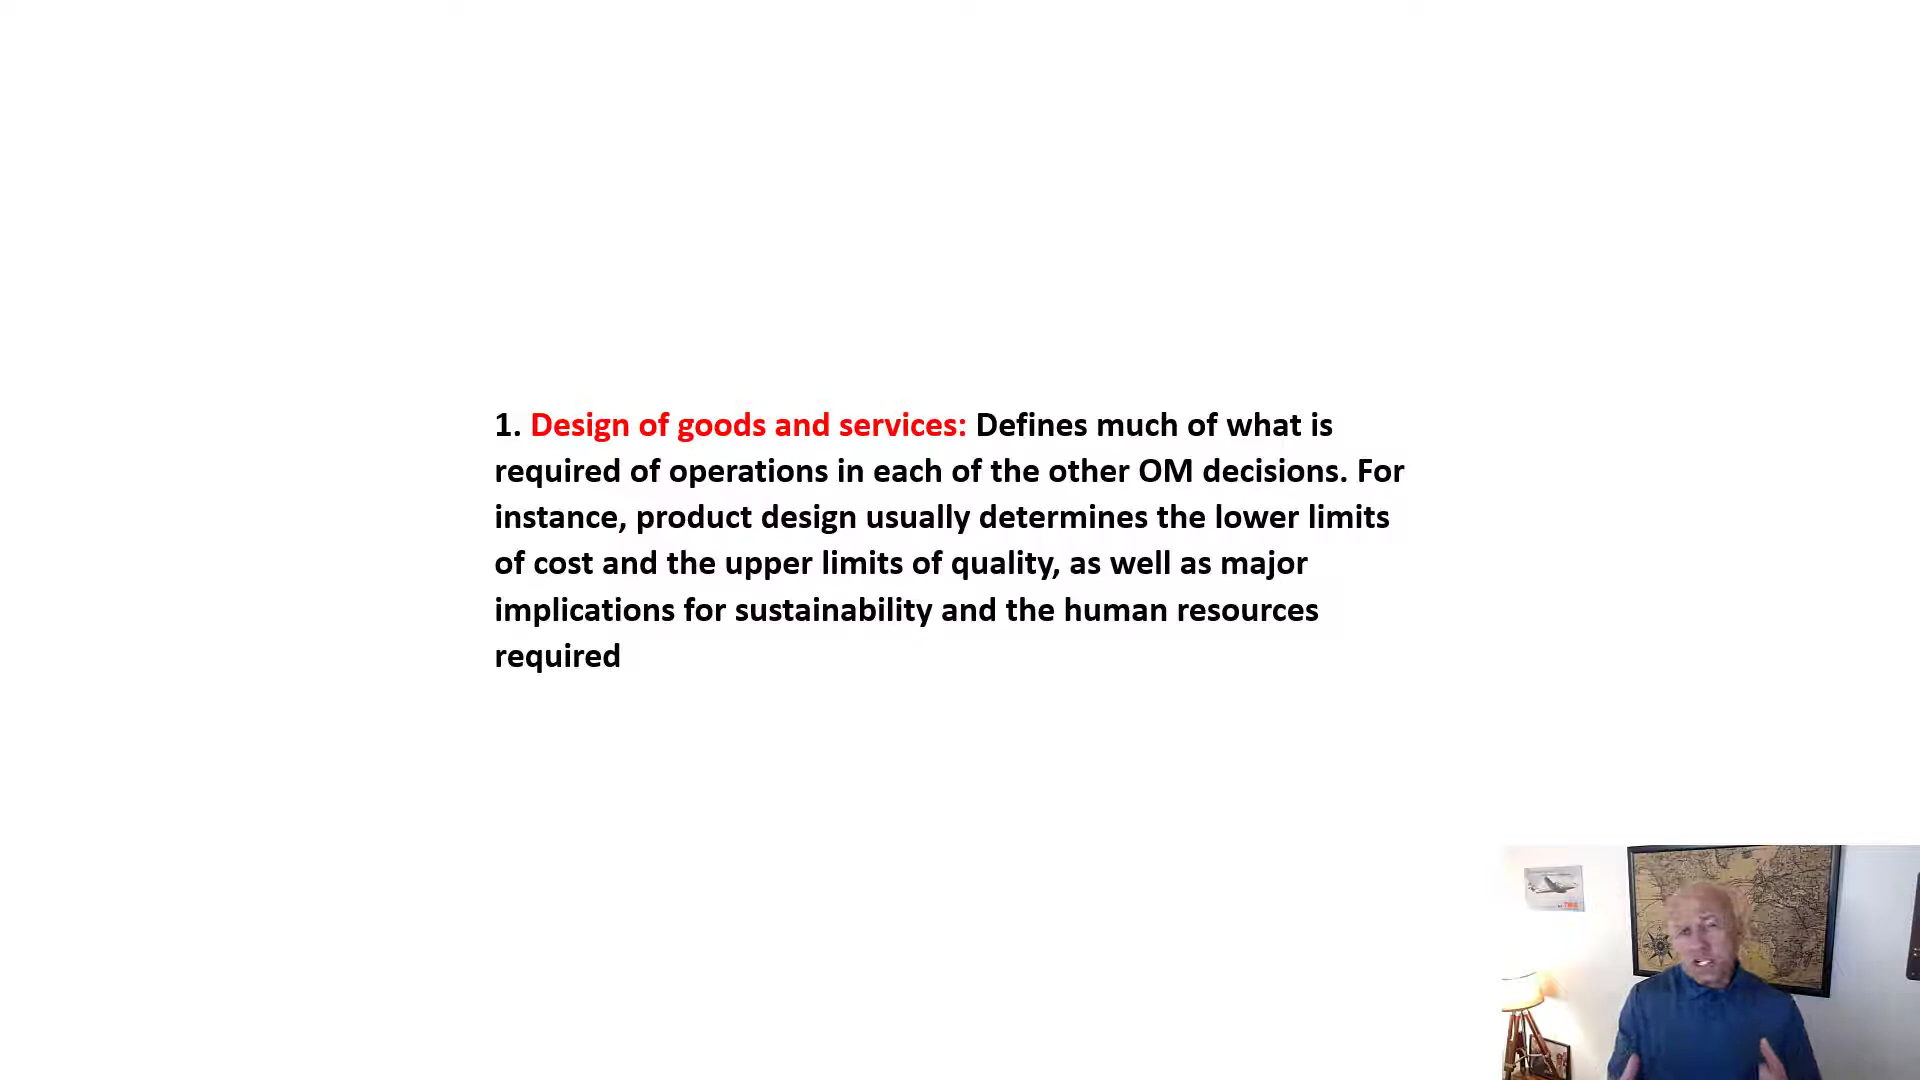 1. Design of goods and services: Defines much of what is
required of operations in each of the other OM decisions. For
instance, product design usually determines the lower limits
of cost and the upper limits of quality, as well as major
implications for sustainability and the human resources
required